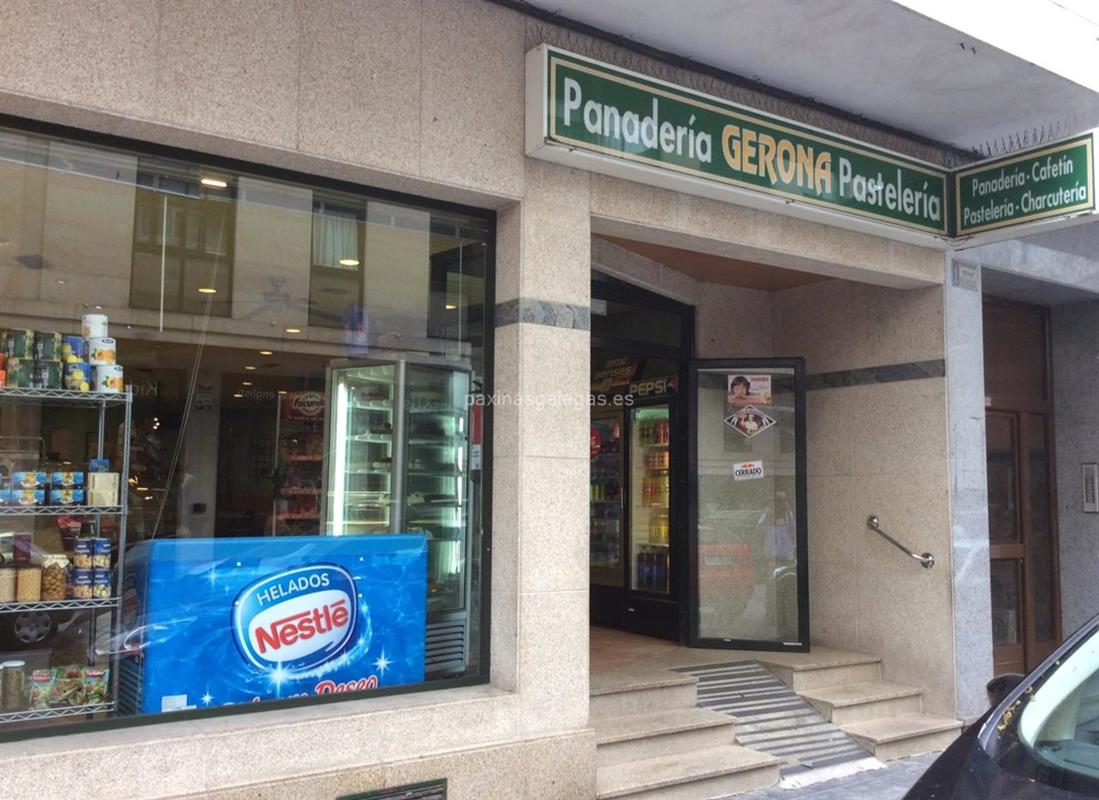 Panadería GERONA Pastelería
Panadería - Cafetín
Pastelería - Charcutería
paxinasgalegas.es
PEPSI
CERRADO
HELADOS
Nestlé